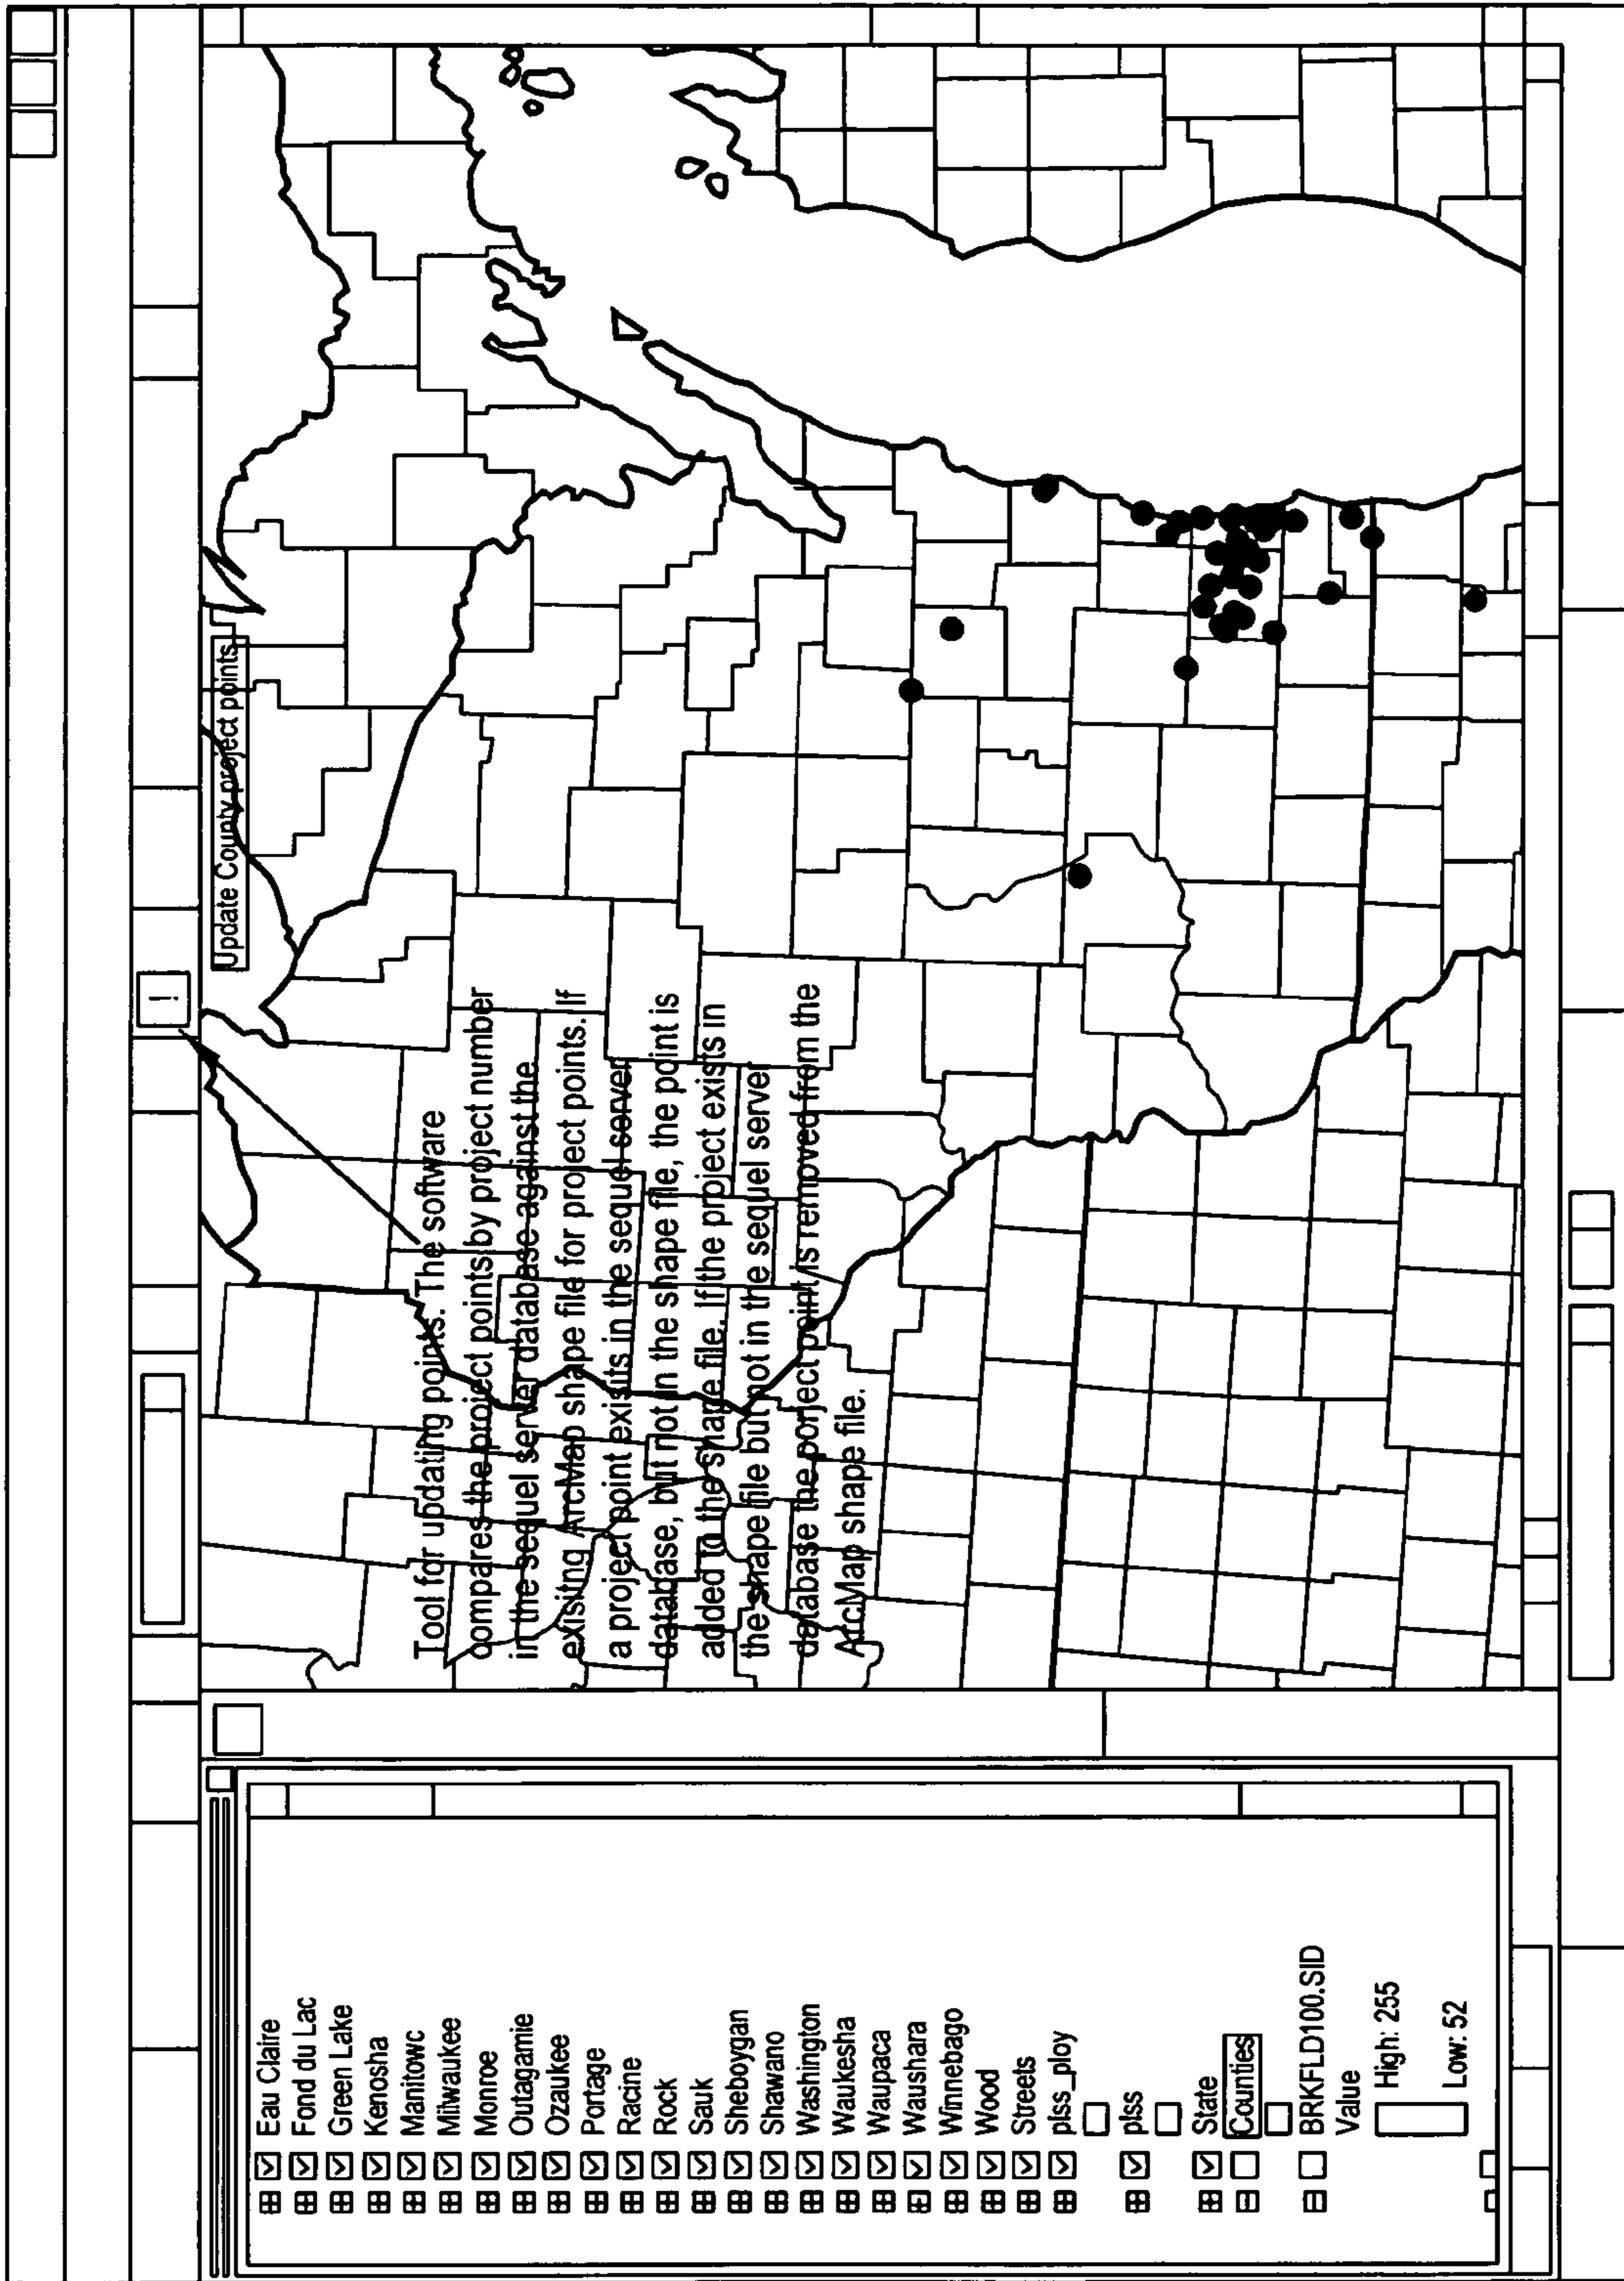 !
Update County project points
Tool for updating points. The software
compares the project points by project number
in the sequel server database against the
exisitng ArcMap shape file for project points. If
a project point exisits in the sequel server
database, but not in the shape file, the point is
added to the shape file. If the project exists in
the shape file but not in the sequel server
database the porject point is removed from the
ArcMap shape file.
Eau Claire
Fond du Lac
Green Lake
Kenosha
Manitowc
Milwaukee
Monroe
Outagamie
Ozaukee
Portage
Racine
Rock
Sauk
Sheboygan
Shawano
Washington
Waukesha
Waupaca
Waushara
Winnebago
Wood
Streets
plss_ploy
plss
State
Counties
BRKFLD100.SID
Value
High: 255
Low: 52